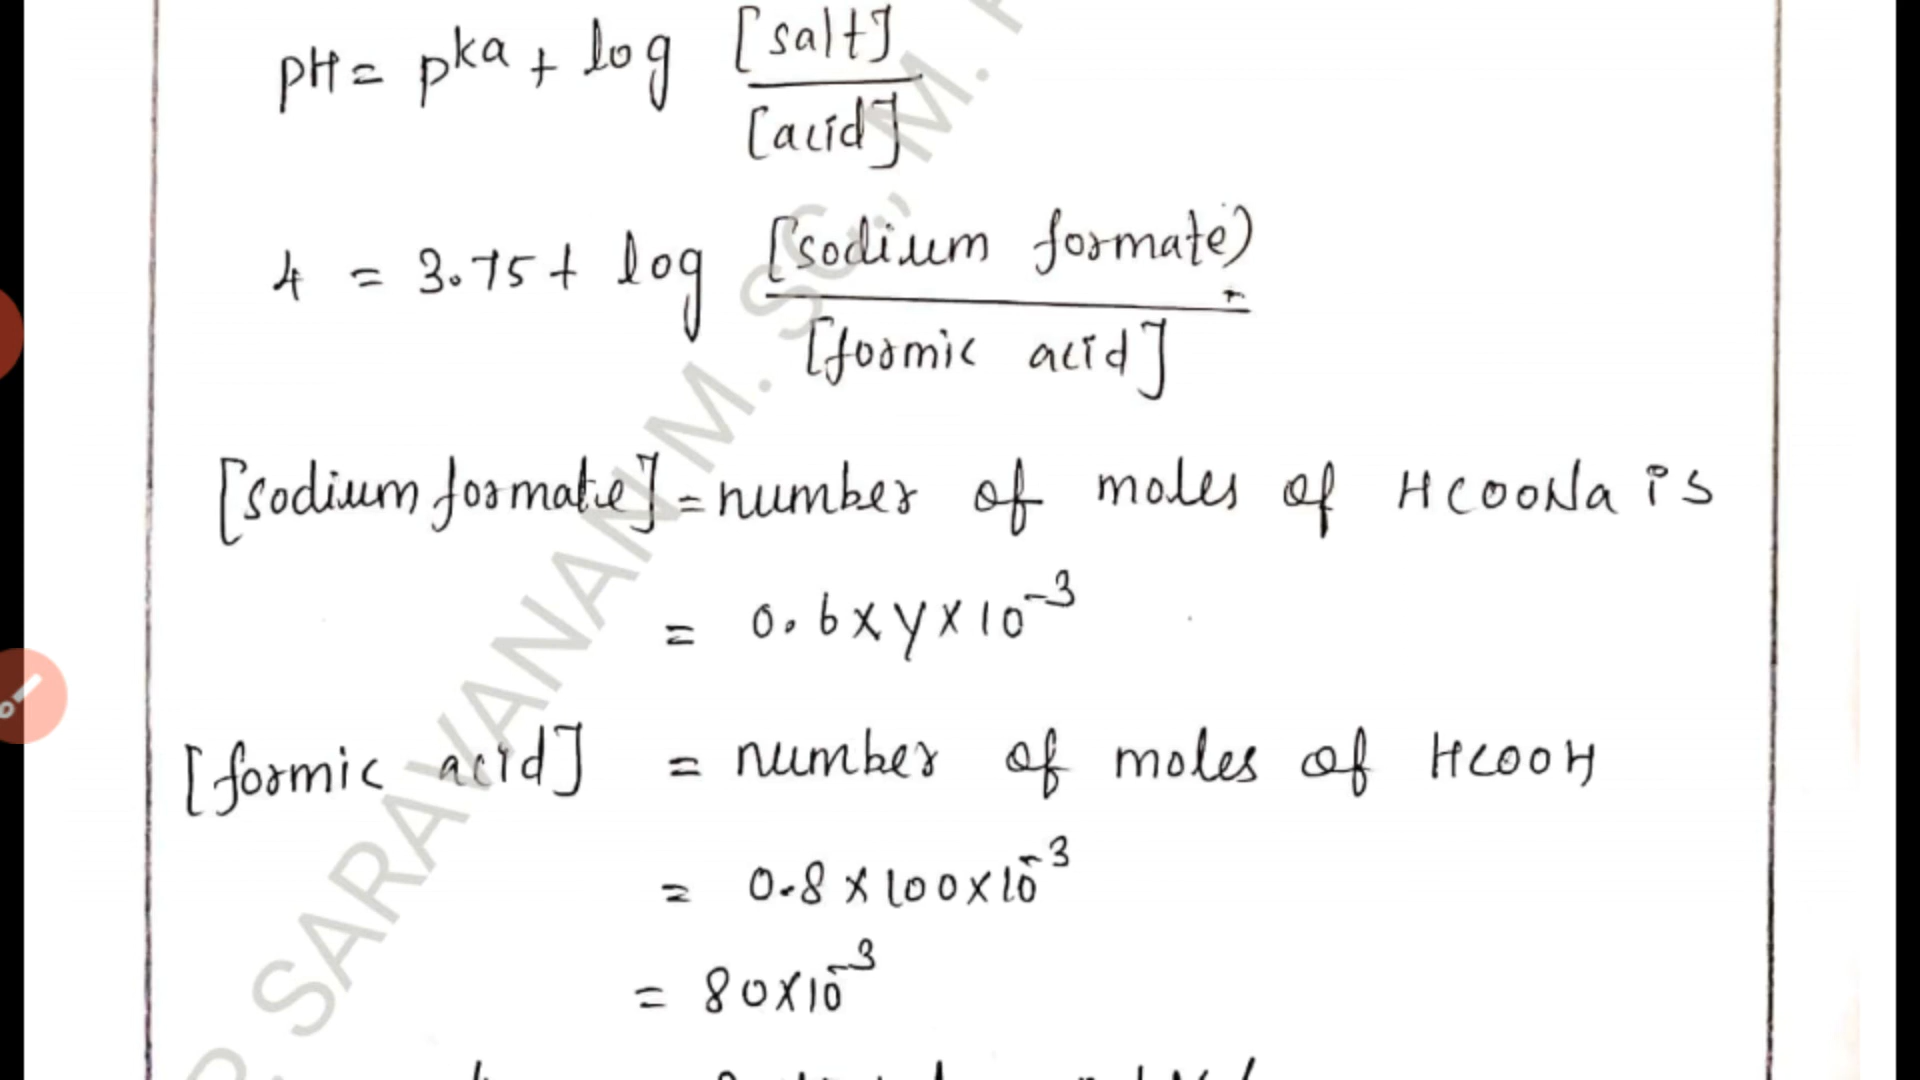 pH = pka + log [salt]
[acid]
4 = 3.75 + log [sodium formate)
[formic acid]
[sodium formate] = number of moles of HCOONa is
= 0.6 x y x 10⁻³
[formic acid] = number of moles of HCOOH
= 0.8 x 100 x 10⁻³
= 80 x 10⁻³
SARAVANAN M. SC., M.